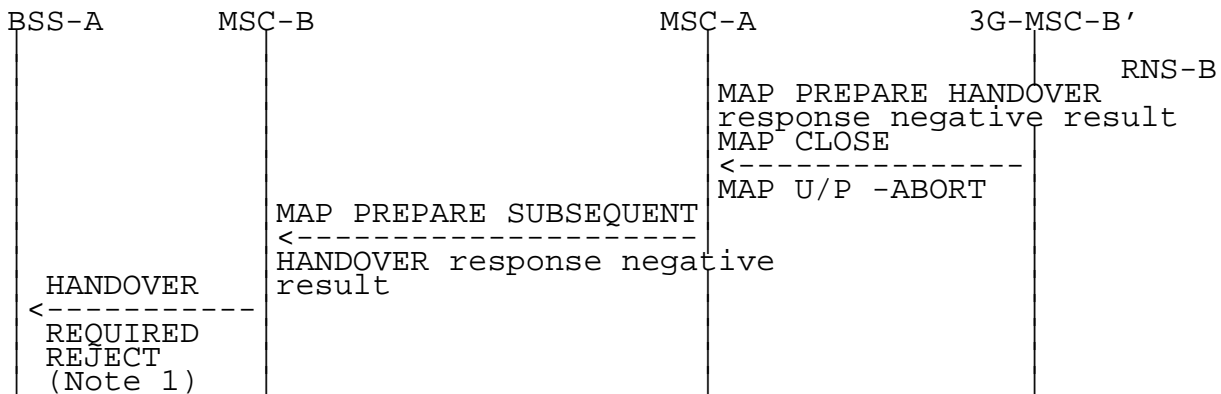 BSS-A MSC-B MSC-A 3G-MSC-B’
RNS-B
MAP PREPARE HANDOVER
response negative result
MAP CLOSE
MAP U/P -ABORT
MAP PREPARE SUBSEQUENT
HANDOVER response negative
result
HANDOVER
REQUIRED
REJECT
(Note 1)